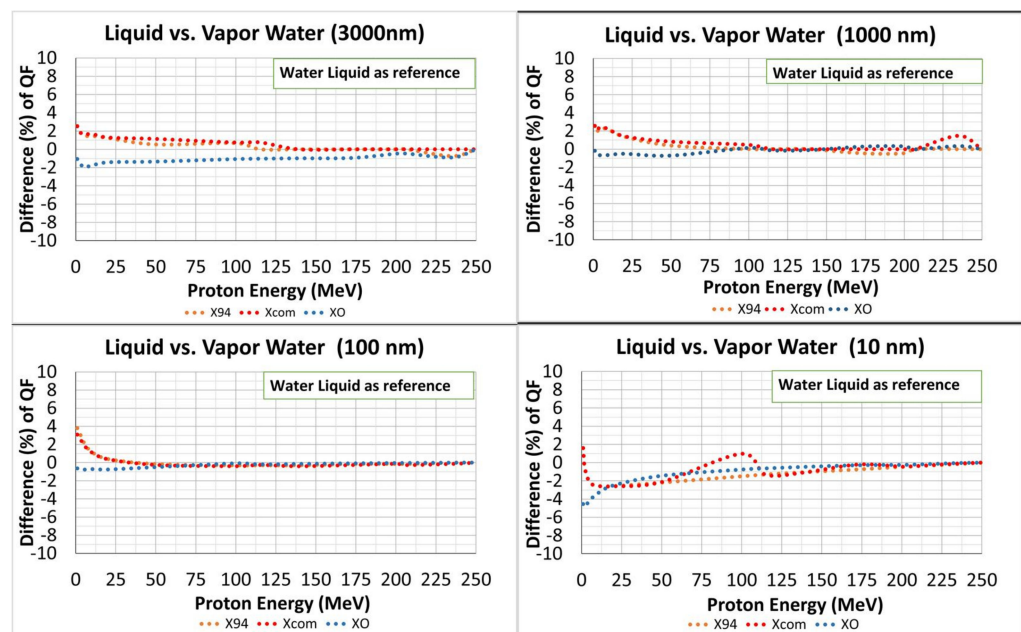 Liquid vs. Vapor Water (3000nm)
Water Liquid as reference
Difference (%) of QF
10
8
6
4
2
0
-2
-4
-6
-8
-10
0 25 50 75 100 125 150 175 200 225 250
Proton Energy (MeV)
X94 Xcom XO
Liquid vs. Vapor Water (1000 nm)
Water Liquid as reference
Difference (%) of QF
10
8
6
4
2
0
-2
-4
-6
-8
-10
0 25 50 75 100 125 150 175 200 225 250
Proton Energy (MeV)
X94 Xcom XO
Liquid vs. Vapor Water (100 nm)
Water Liquid as reference
Difference (%) of QF
10
8
6
4
2
0
-2
-4
-6
-8
-10
0 25 50 75 100 125 150 175 200 225 250
Proton Energy (MeV)
X94 Xcom XO
Liquid vs. Vapor Water (10 nm)
Water Liquid as reference
Difference (%) of QF
10
8
6
4
2
0
-2
-4
-6
-8
-10
0 25 50 75 100 125 150 175 200 225 250
Proton Energy (MeV)
X94 Xcom XO